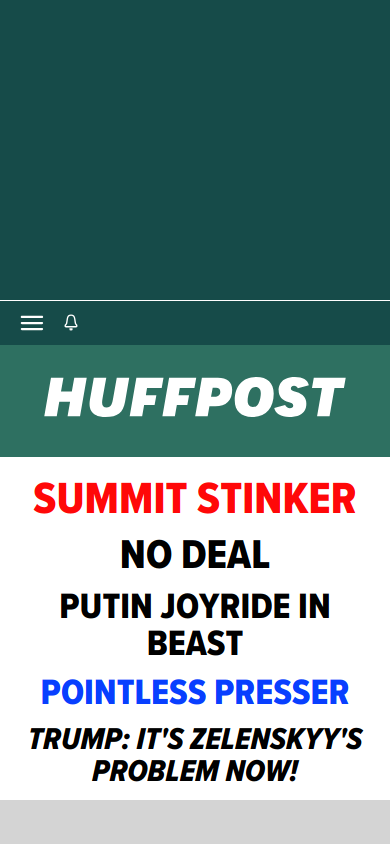 HUFFPOST
SUMMIT STINKER
NO DEAL
PUTIN JOYRIDE IN
BEAST
POINTLESS PRESSER
TRUMP: IT'S ZELENSKYY'S
PROBLEM NOW!